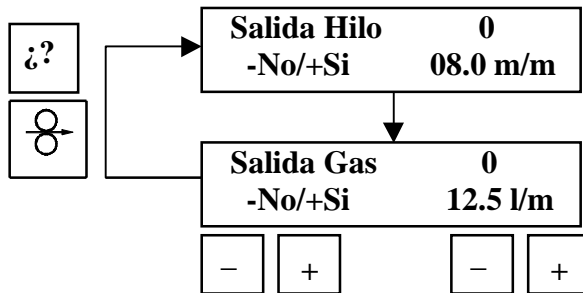 ¿?
Salida Hilo 0
-No/+Si 08.0 m/m
Salida Gas 0
-No/+Si 12.5 l/m
− + − +